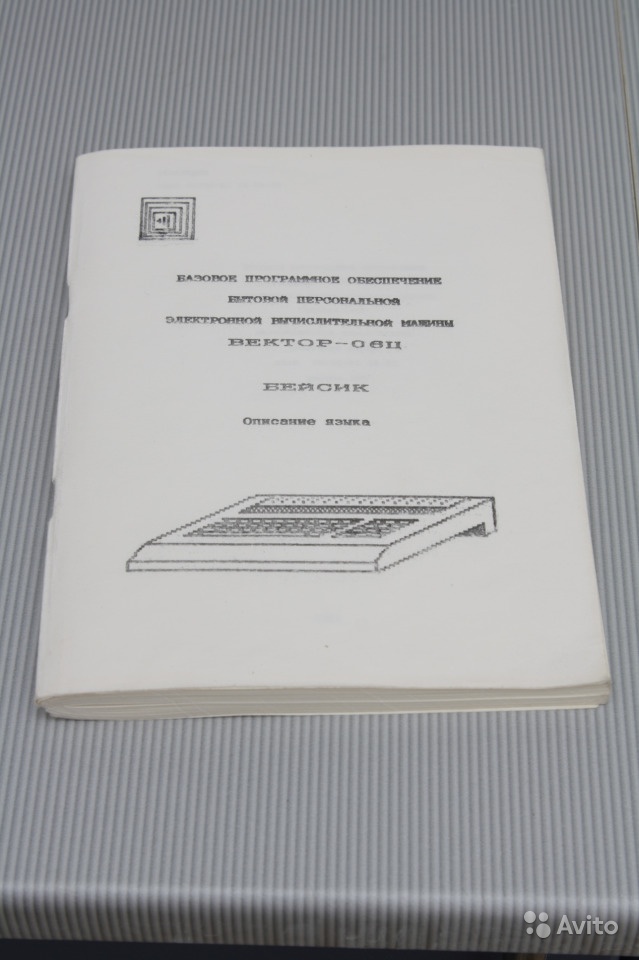 БАЗОВОЕ ПРОГРАММНОЕ ОБЕСПЕЧЕНИЕ
БЫТОВОЙ ПЕРСОНАЛЬНОЙ
ЭЛЕКТРОННОЙ ВЫЧИСЛИТЕЛЬНОЙ МАШИНЫ
ВЕКТОР-06Ц
БЕЙСИК
Описание языка
Avito